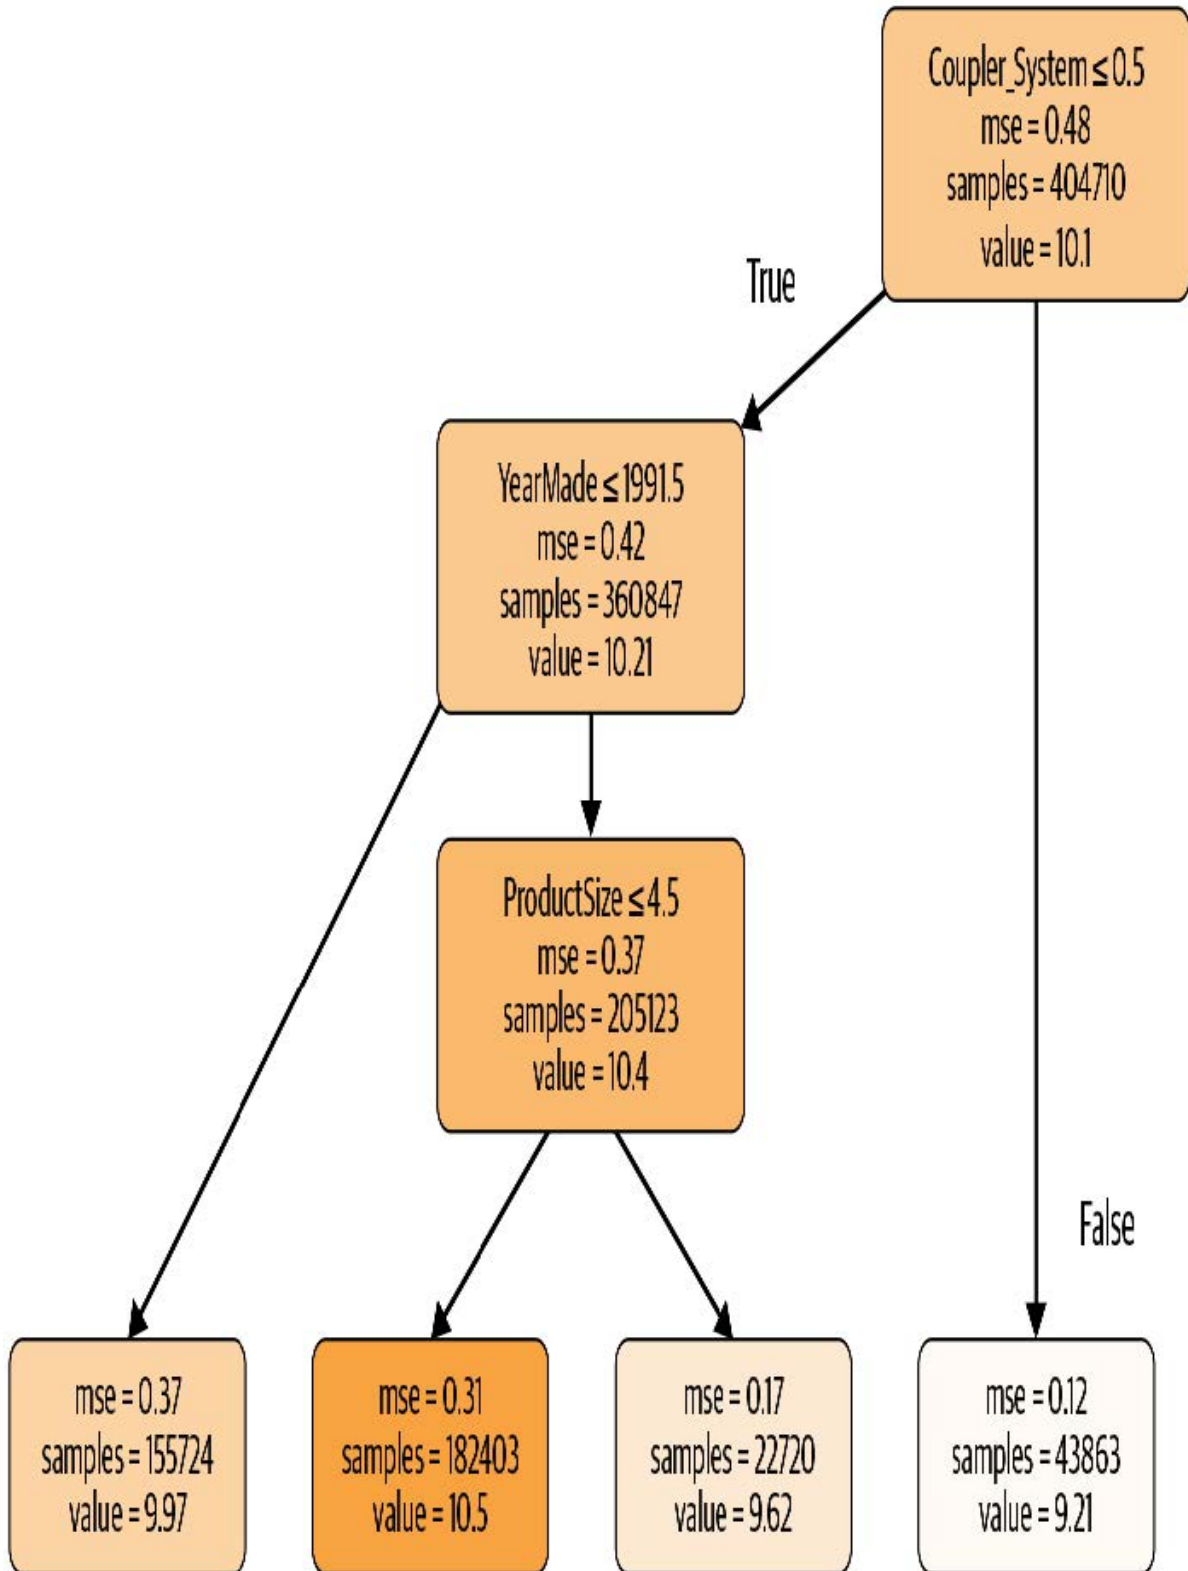 Coupler_System ≤ 0.5
mse = 0.48
samples = 404710
value = 10.1
True
YearMade ≤ 1991.5
mse = 0.42
samples = 360847
value = 10.21
ProductSize ≤ 4.5
mse = 0.37
samples = 205123
value = 10.4
False
mse = 0.37
samples = 155724
value = 9.97
mse = 0.31
samples = 182403
value = 10.5
mse = 0.17
samples = 22720
value = 9.62
mse = 0.12
samples = 43863
value = 9.21